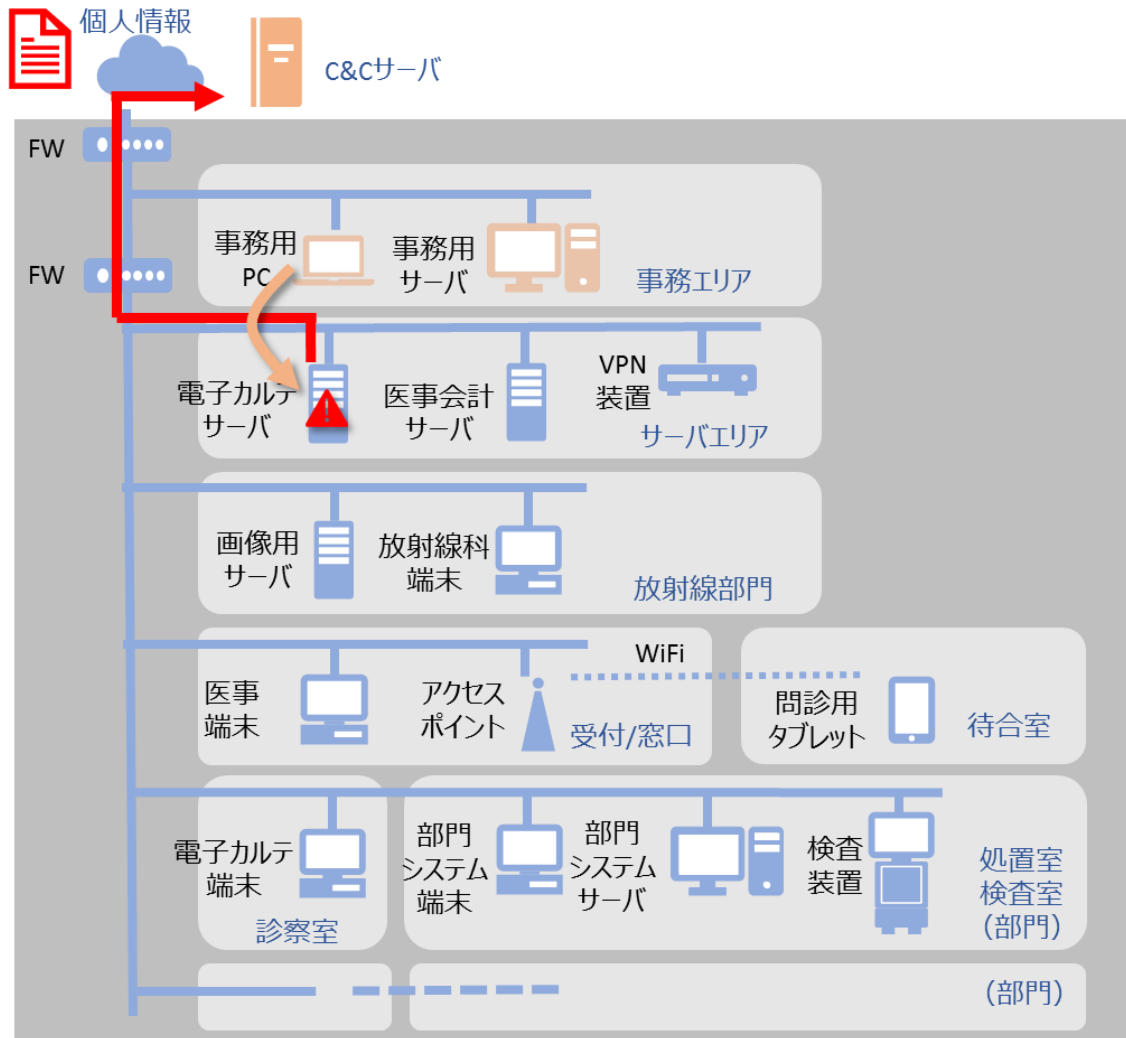 個人情報
C&Cサーバ
FW
事務用
PC
事務用
サーバ
事務エリア
FW
電子カルテ
サーバ
医事会計
サーバ
VPN
装置
サーバエリア
画像用
サーバ
放射線科
端末
放射線部門
医事
端末
アクセス
ポイント
WiFi
受付/窓口
問診用
タブレット
待合室
電子カルテ
端末
診察室
部門
システム
端末
部門
システム
サーバ
検査
装置
処置室
検査室
(部門)
(部門)